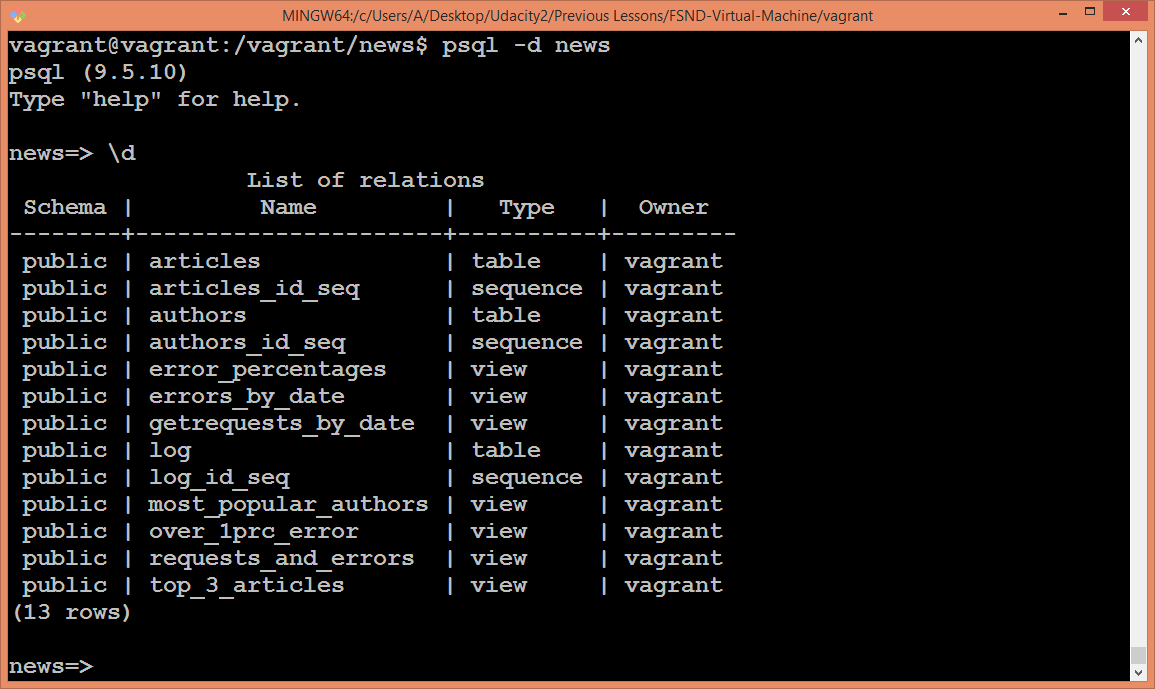 MINGW64:/c/Users/A/Desktop/Udacity2/Previous Lessons/FSND-Virtual-Machine/vagrant
vagrant@vagrant:/vagrant/news$ psql -d news
psql (9.5.10)
Type "help" for help.

news=> \d
                 List of relations
 Schema |         Name         |   Type   |  Owner
--------+----------------------+----------+---------
 public | articles             | table    | vagrant
 public | articles_id_seq      | sequence | vagrant
 public | authors              | table    | vagrant
 public | authors_id_seq       | sequence | vagrant
 public | error_percentages    | view     | vagrant
 public | errors_by_date       | view     | vagrant
 public | getrequests_by_date  | view     | vagrant
 public | log                  | table    | vagrant
 public | log_id_seq           | sequence | vagrant
 public | most_popular_authors | view     | vagrant
 public | over_1prc_error      | view     | vagrant
 public | requests_and_errors  | view     | vagrant
 public | top_3_articles       | view     | vagrant
(13 rows)

news=>